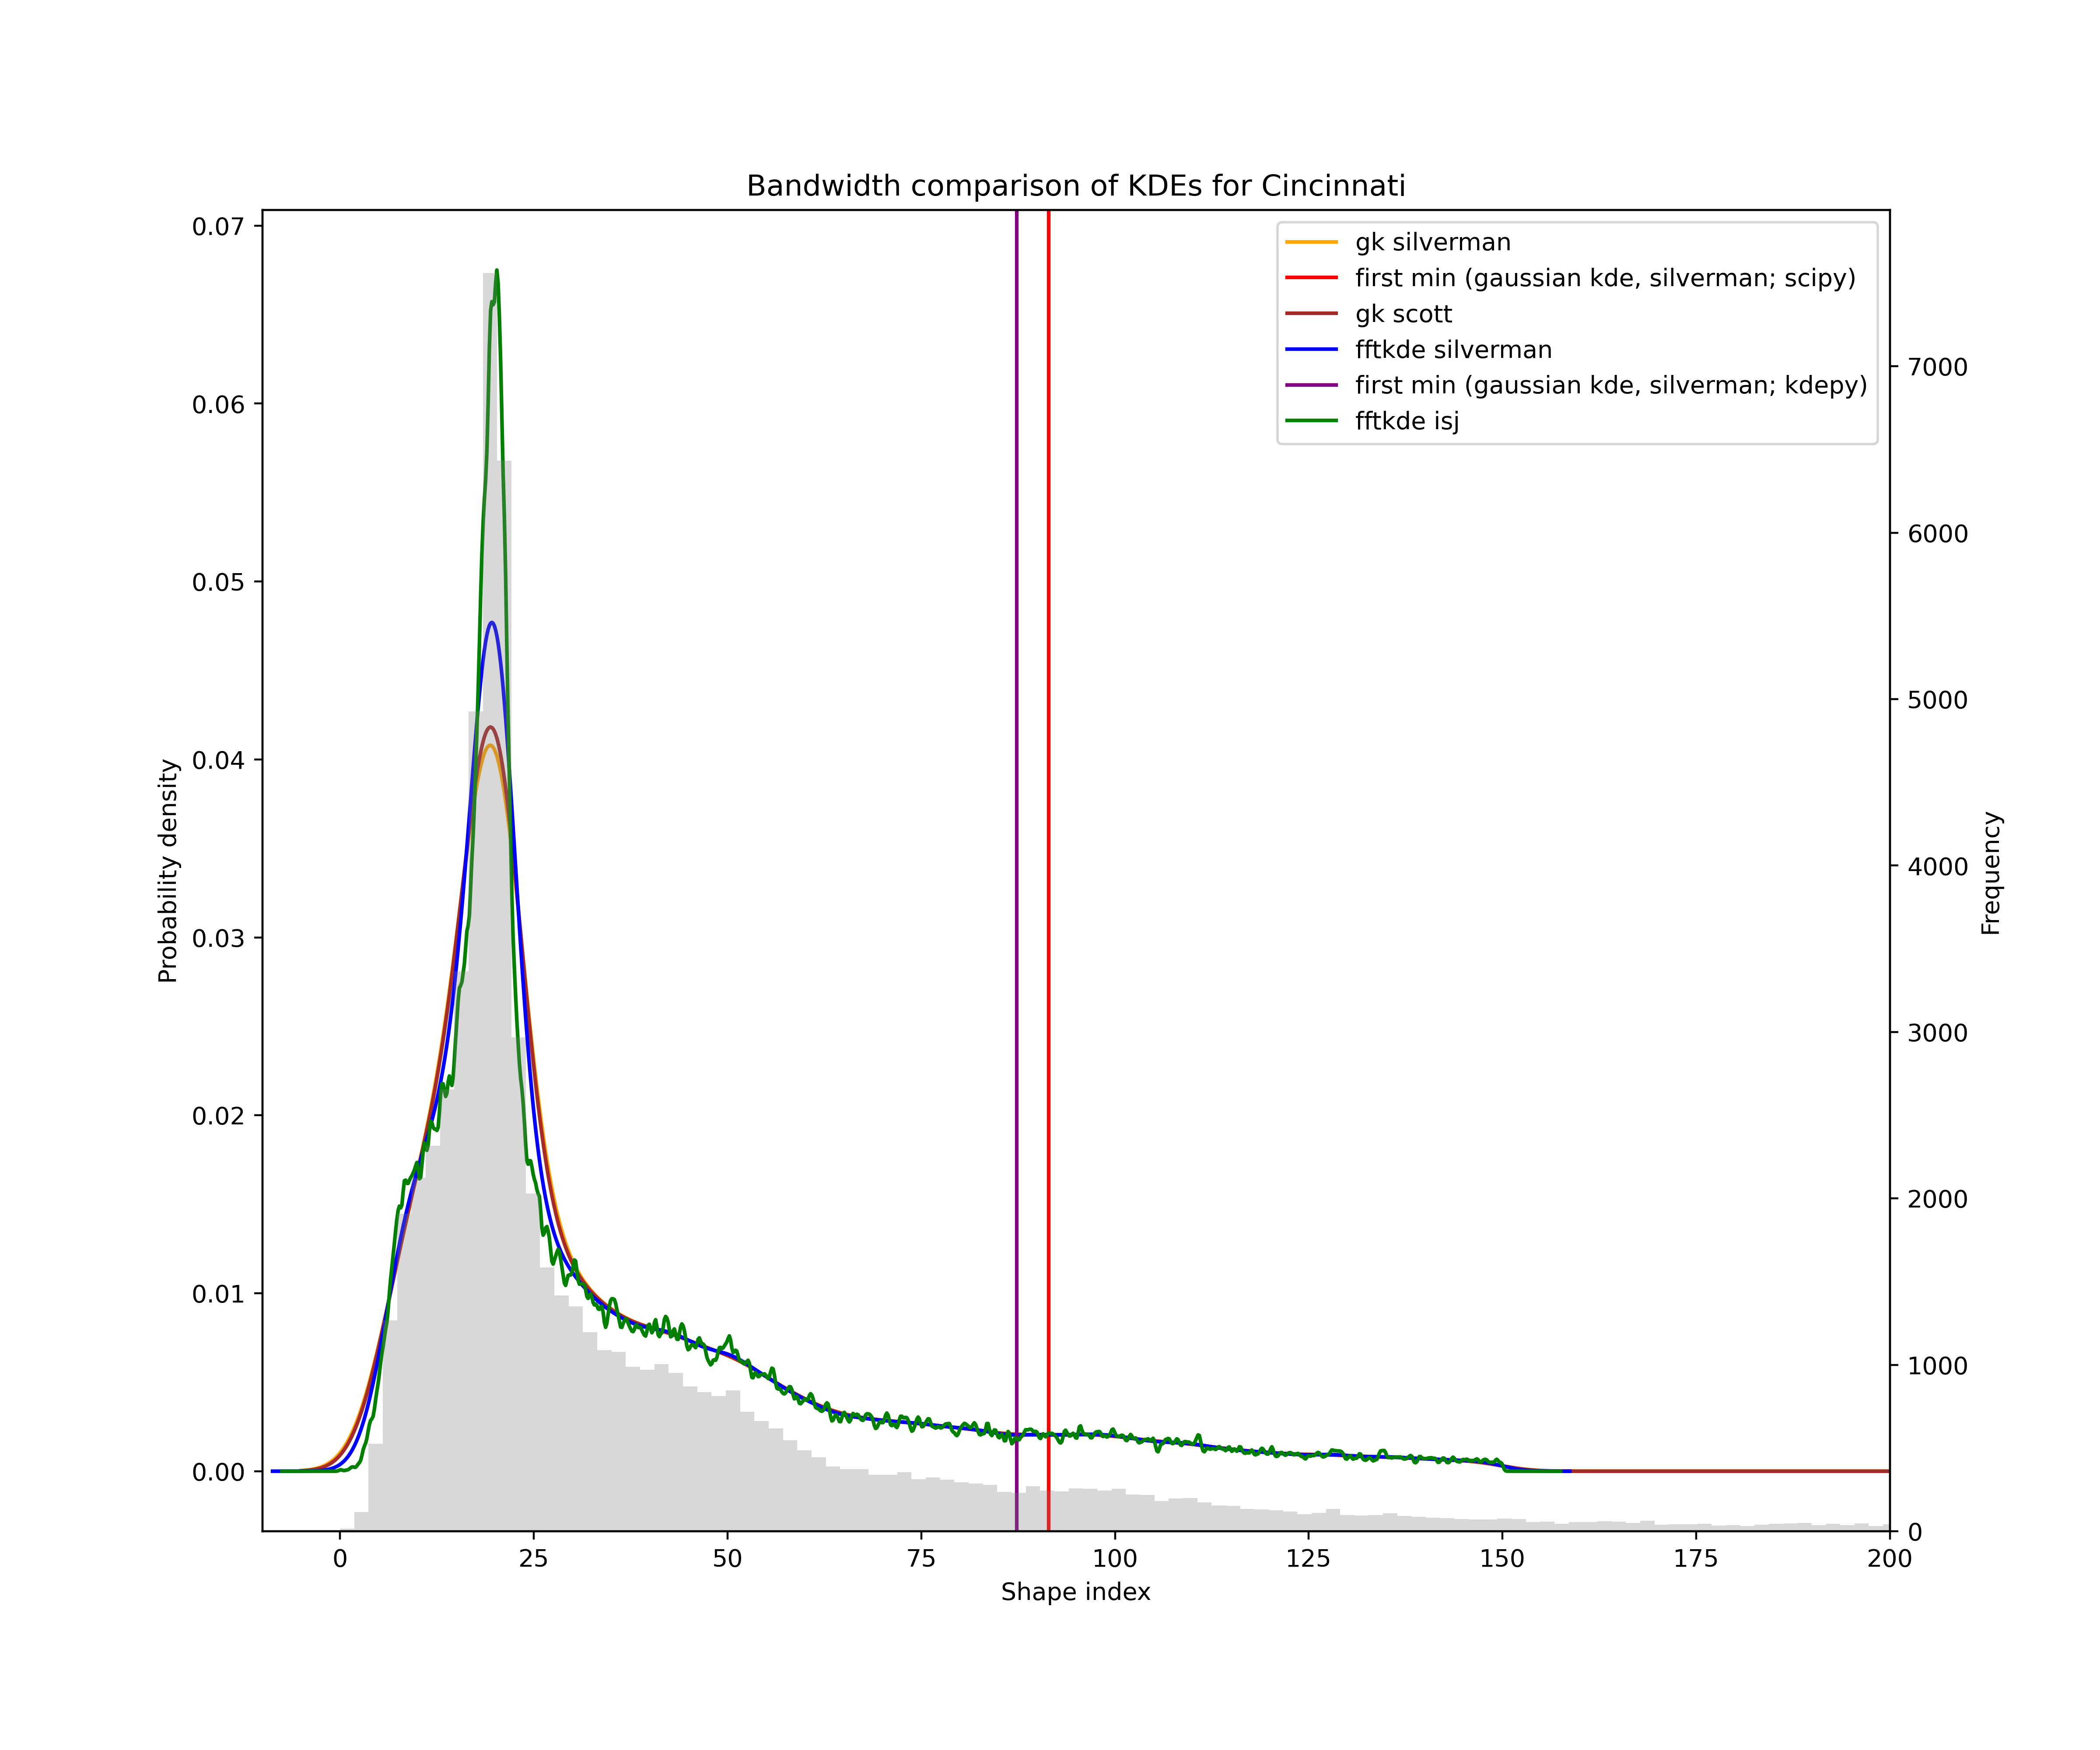 Bandwidth comparison of KDEs for Cincinnati
gk silverman
first min (gaussian kde, silverman; scipy)
gk scott
fftkde silverman
first min (gaussian kde, silverman; kdepy)
fftkde isj
Probability density
0.07
0.06
0.05
0.04
0.03
0.02
0.01
0.00
Frequency
7000
6000
5000
4000
3000
2000
1000
0
0 25 50 75 100 125 150 175 200
Shape index